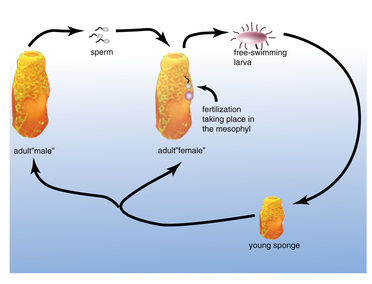 sperm
free-swimming
larva
fertilization
taking place in
the mesophyl
adult"male"
adult"female"
young sponge